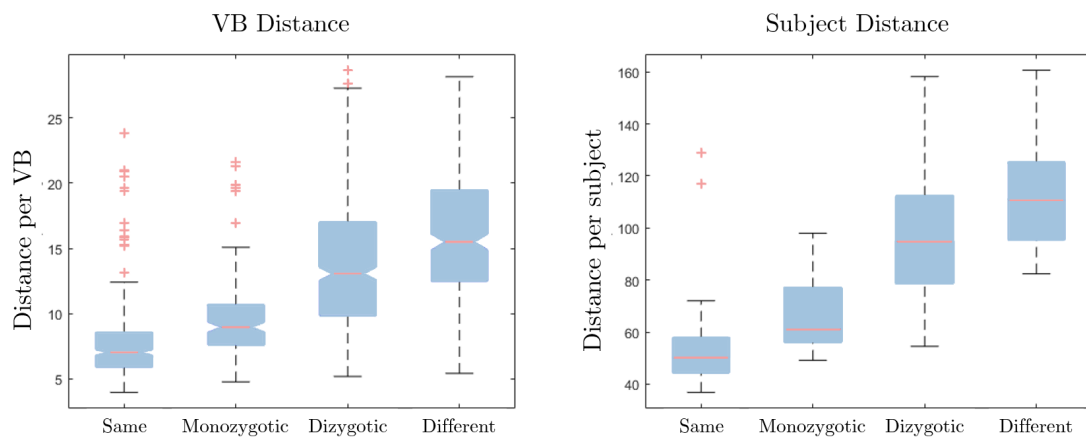 VB Distance
Distance per VB
25
20
15
10
5
Same Monozygotic Dizygotic Different
Subject Distance
Distance per subject
160
140
120
100
80
60
40
Same Monozygotic Dizygotic Different